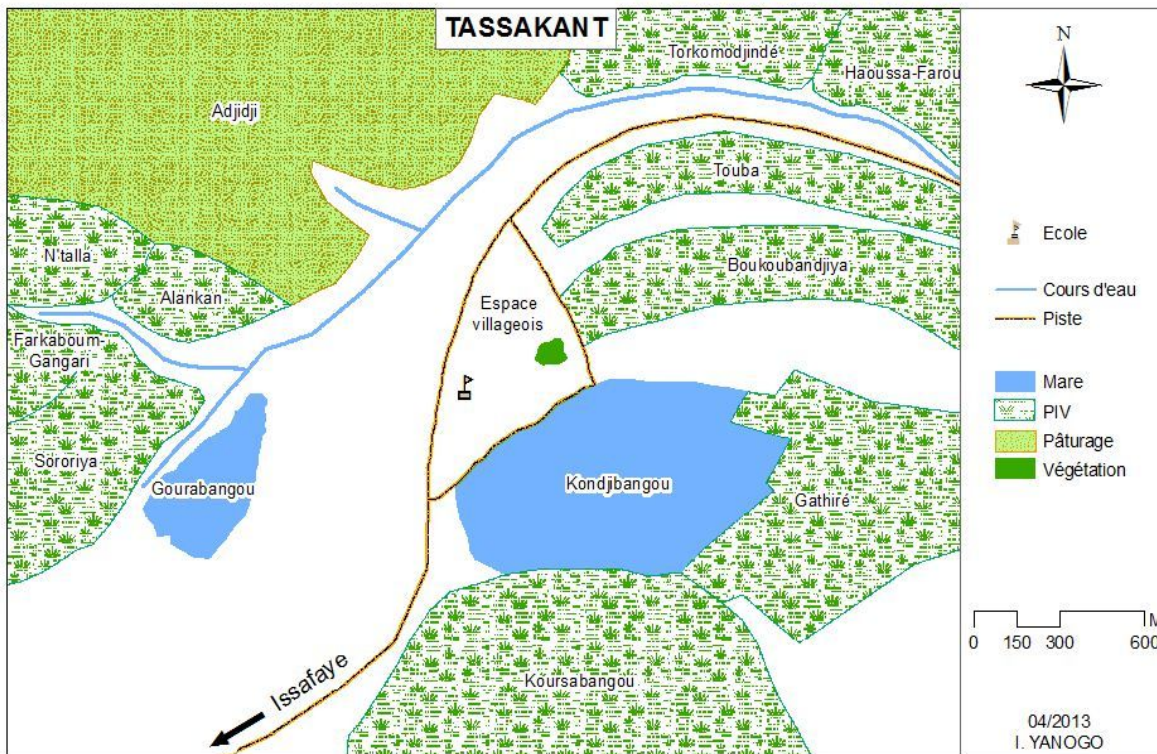 TASSAKANT
Torkomodjindé
Haoussa-Farou
Adjidji
Touba
N'talla
Boukoubandjiya
Alankan
Espace
villageois
Farkaboum-
Gangari
Sororiya
Gourabangou
Kondjibangou
Gathiré
Koursabangou
Issafaye
N
Ecole
Cours d'eau
Piste
Mare
PIV
Pâturage
Végétation
M
0 150 300 600
04/2013
I. YANOGO